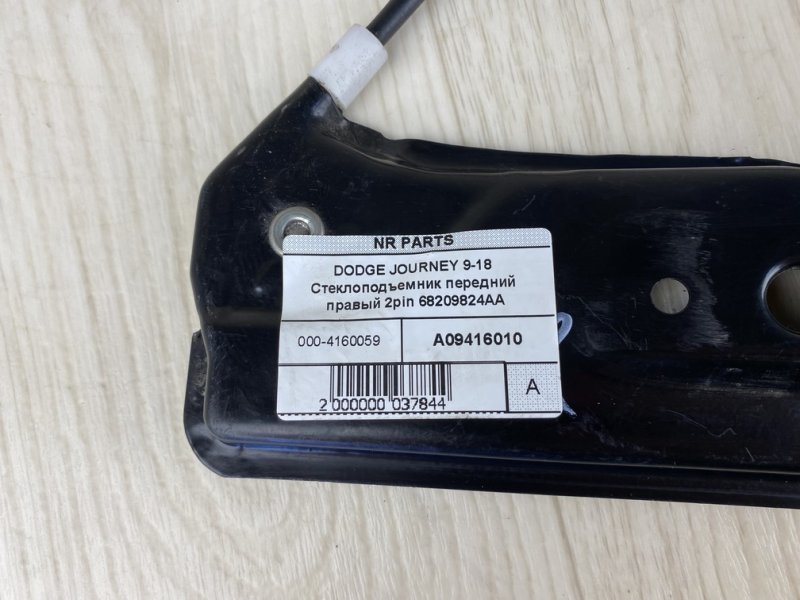 NR PARTS
DODGE JOURNEY 9-18
Стеклоподъемник передний
правый 2pin 68209824AA
000-4160059 A09416010
A
2 000000 037844